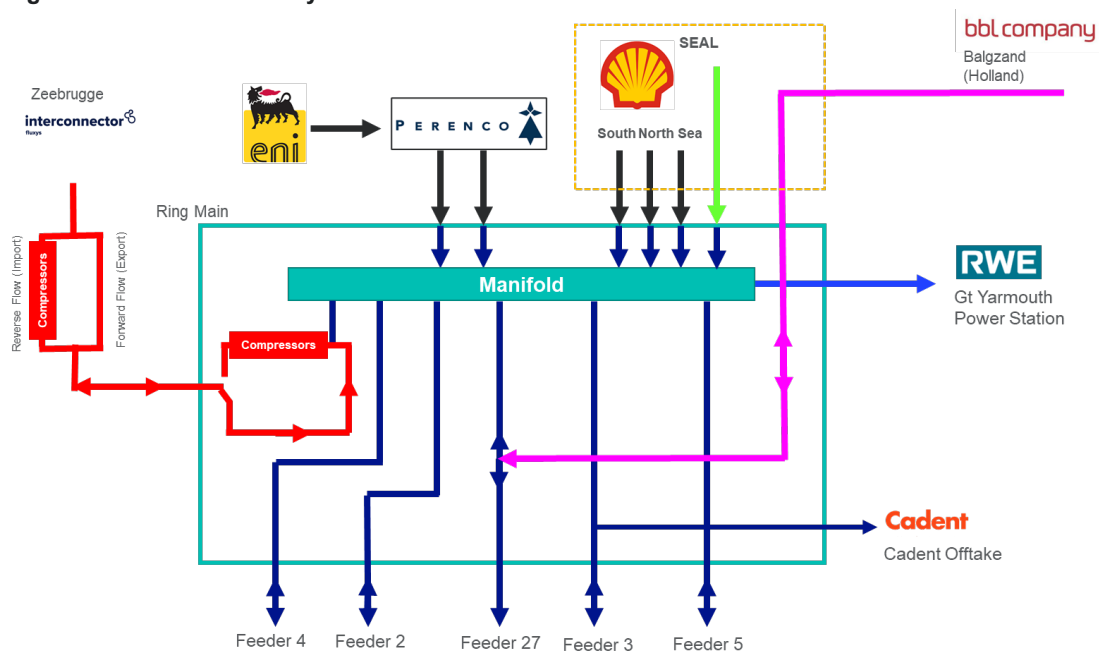 bbl company
Balgzand
(Holland)
SEAL
Zeebrugge
interconnector
fluxys
eni
PERENCO
South North Sea
Ring Main
Reverse Flow (Import)
Compressors
Forward Flow (Export)
Manifold
RWE
Gt Yarmouth
Power Station
Compressors
Cadent
Cadent Offtake
Feeder 4
Feeder 2
Feeder 27
Feeder 3
Feeder 5